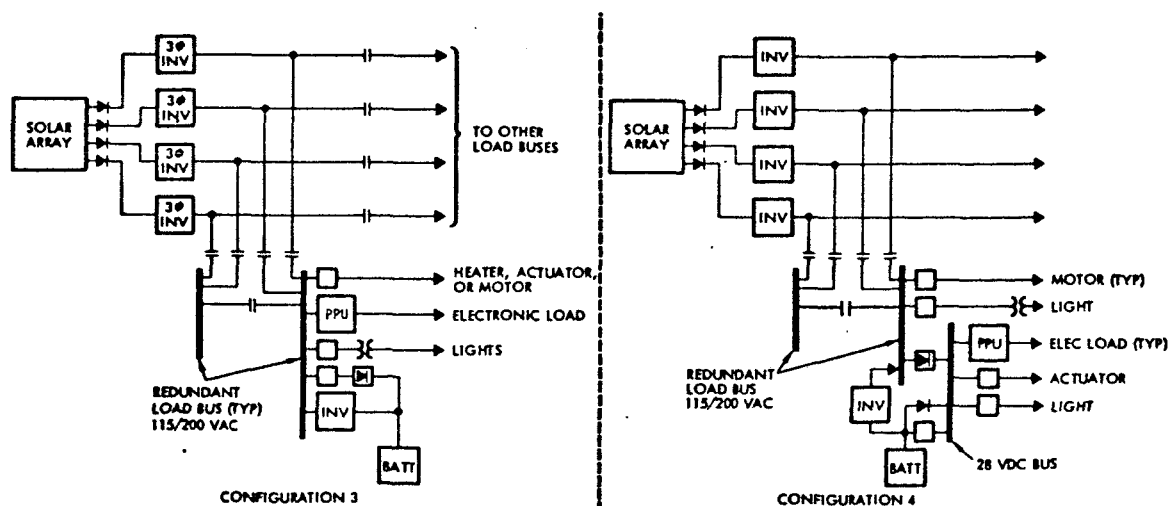 SOLAR
ARRAY
3Φ
INV
3Φ
INV
3Φ
INV
3Φ
INV
TO OTHER
LOAD BUSES
HEATER, ACTUATOR,
OR MOTOR
PPU
ELECTRONIC LOAD
LIGHTS
REDUNDANT
LOAD BUS (TYP)
115/200 VAC
INV
BATT
CONFIGURATION 3
SOLAR
ARRAY
INV
INV
INV
INV
MOTOR (TYP)
LIGHT
PPU
ELEC LOAD (TYP)
ACTUATOR
LIGHT
REDUNDANT
LOAD BUS
115/200 VAC
INV
BATT
28 VDC BUS
CONFIGURATION 4